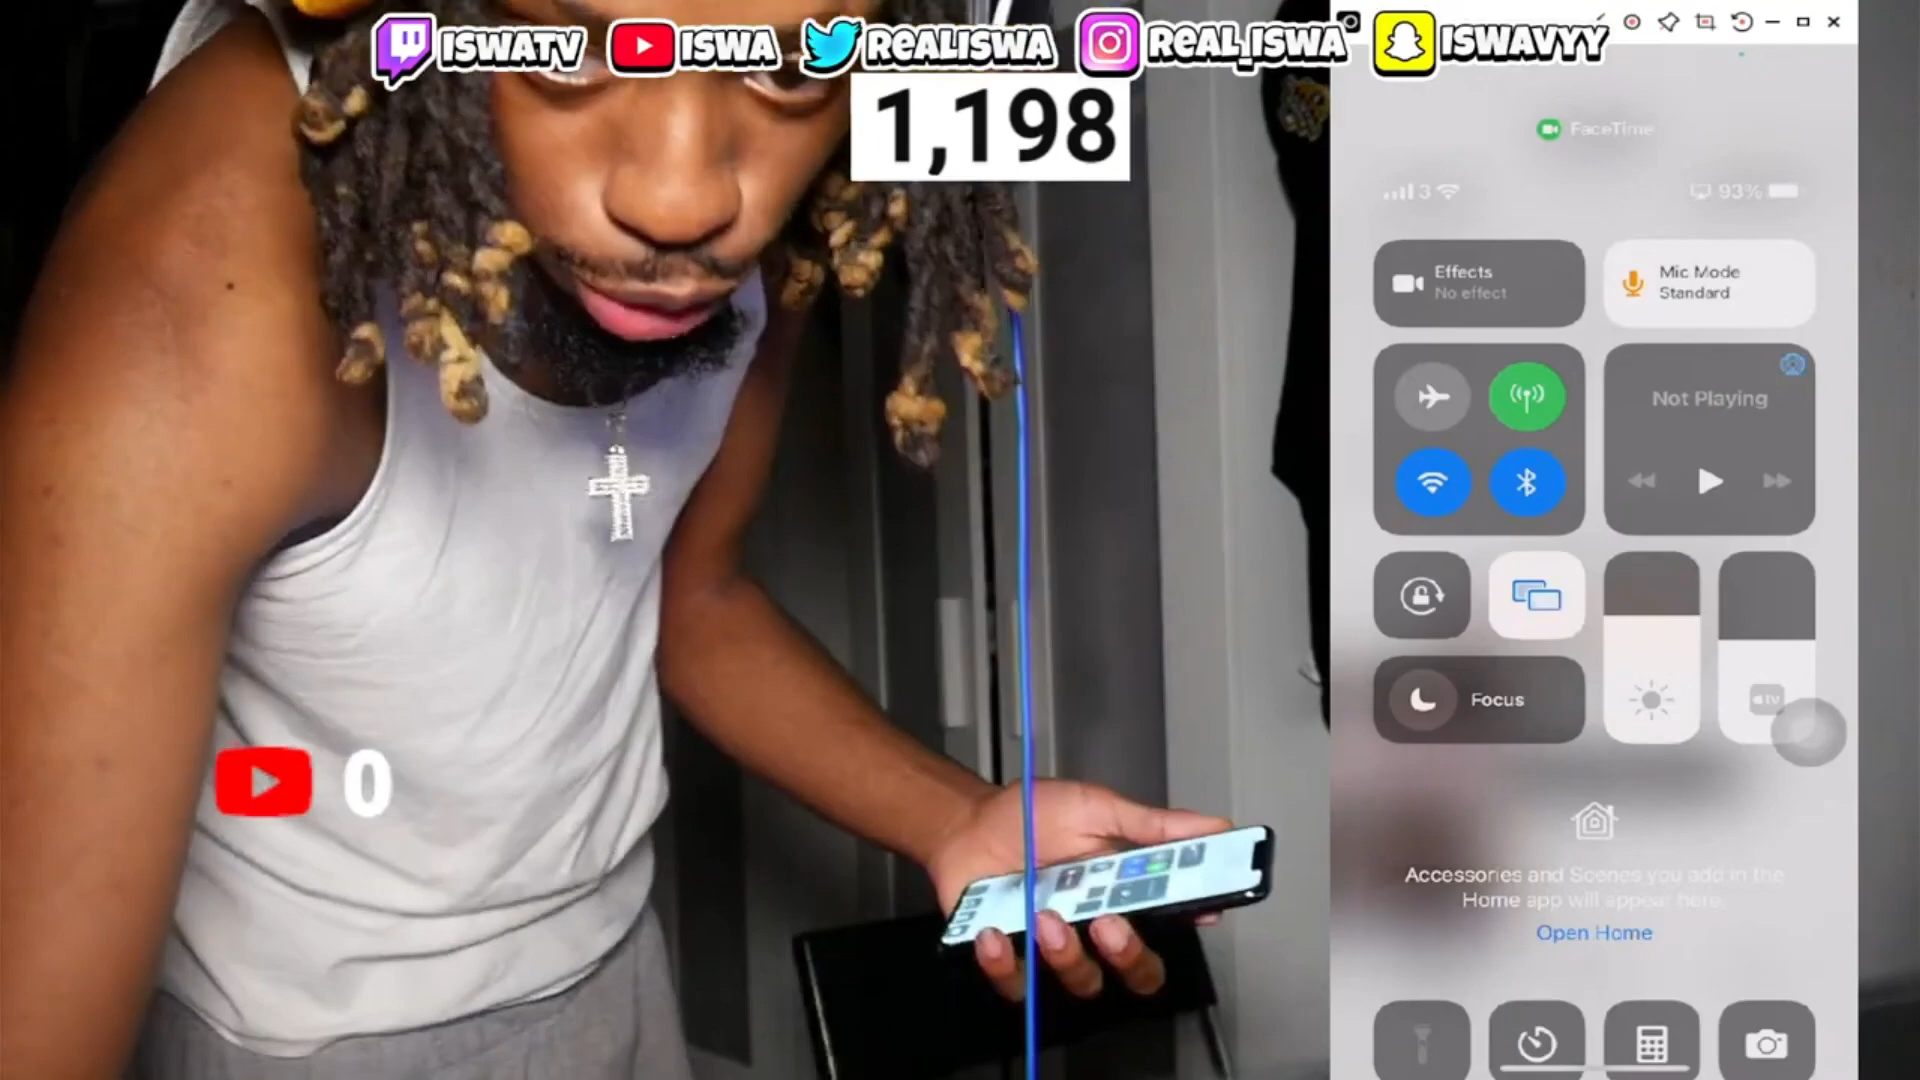 ISWATV ISWA REALISWA REAL_ISWA ISWAVYY
1,198
FaceTime
3 93%
Effects
No effect
Mic Mode
Standard
Not Playing
Focus
tv
0
Accessories and Scenes you add in the
Home app will appear here.
Open Home